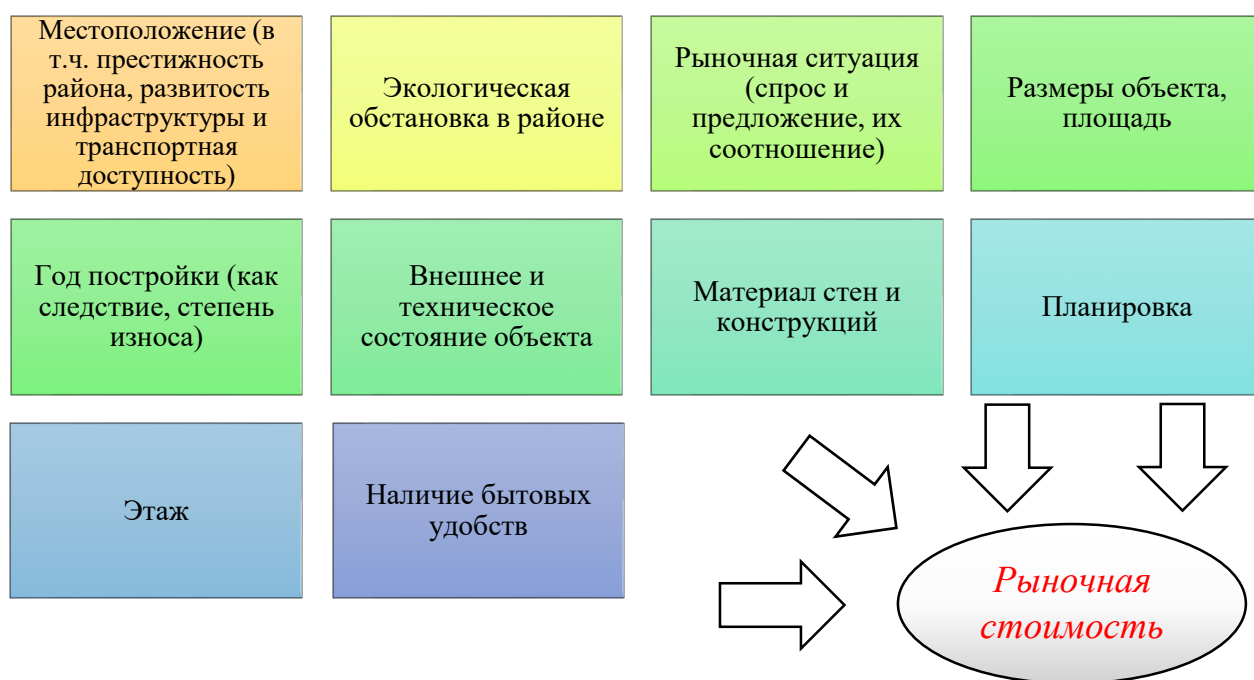 Местоположение (в
т.ч. престижность
района, развитость
инфраструктуры и
транспортная
доступность)
Экологическая
обстановка в районе
Рыночная ситуация
(спрос и
предложение, их
соотношение)
Размеры объекта,
площадь
Год постройки (как
следствие, степень
износа)
Внешнее и
техническое
состояние объекта
Материал стен и
конструкций
Планировка
Этаж
Наличие бытовых
удобств
Рыночная
стоимость